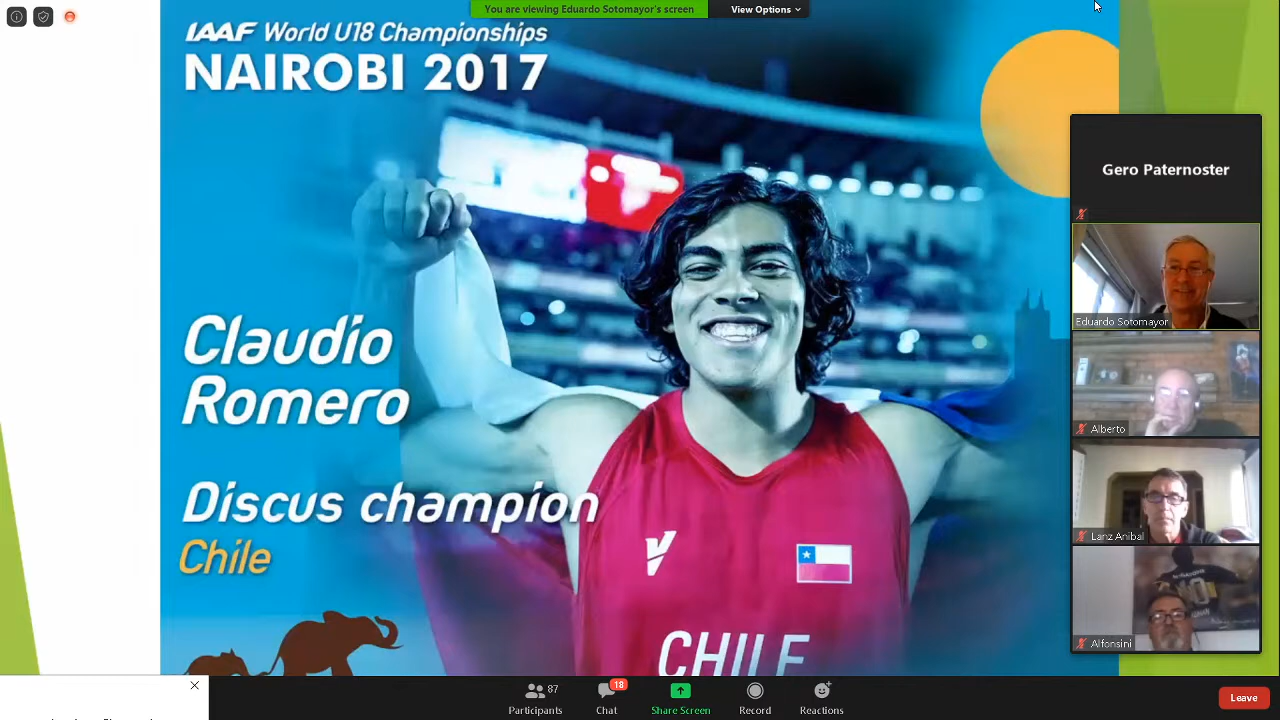 You are viewing Eduardo Sotomayor's screen
View Options
IAAF World U18 Championships
NAIROBI 2017
Claudio
Romero
Discus champion
Chile
CHILE
Gero Paternoster
Eduardo Sotomayor
Alberto
Lanz Anibal
10
Alfonsini
Participants
87
Chat
18
Share Screen
Record
Reactions
Leave